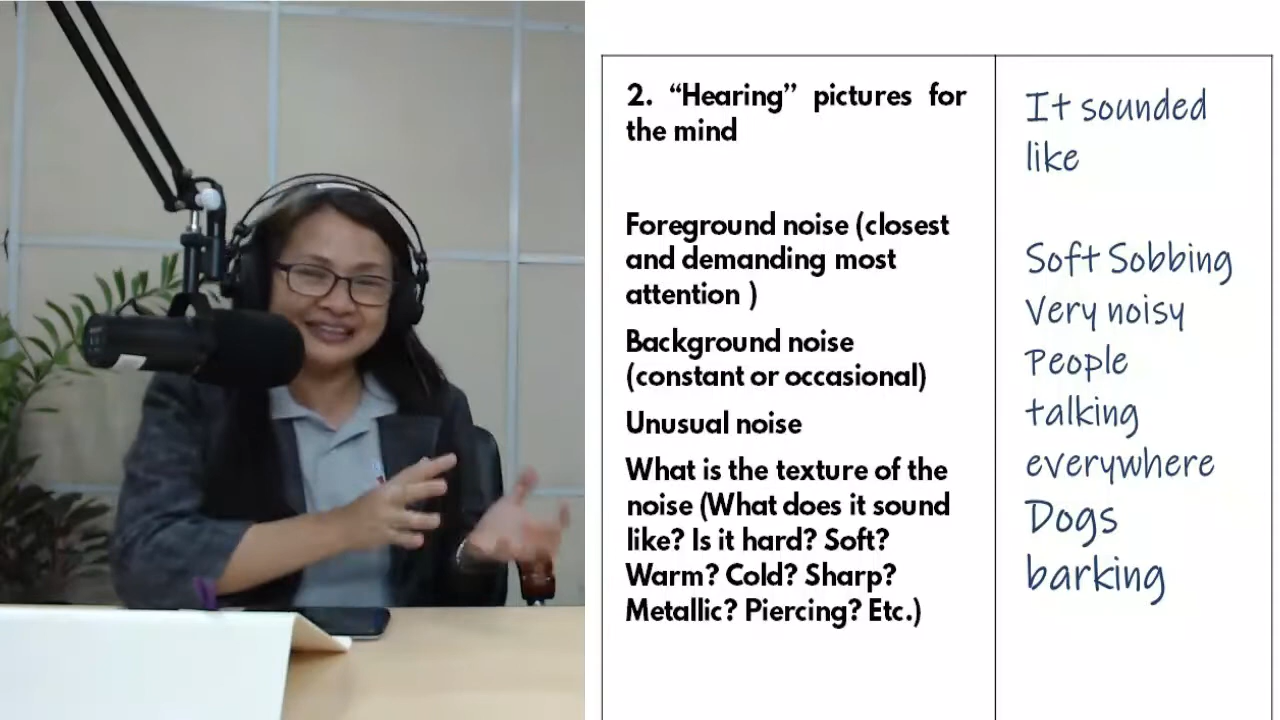 2. “Hearing” pictures for
the mind
Foreground noise (closest
and demanding most
attention )
Background noise
(constant or occasional)
Unusual noise
What is the texture of the
noise (What does it sound
like? Is it hard? Soft?
Warm? Cold? Sharp?
Metallic? Piercing? Etc.)
It sounded
like
Soft Sobbing
Very noisy
People
talking
everywhere
Dogs
barking